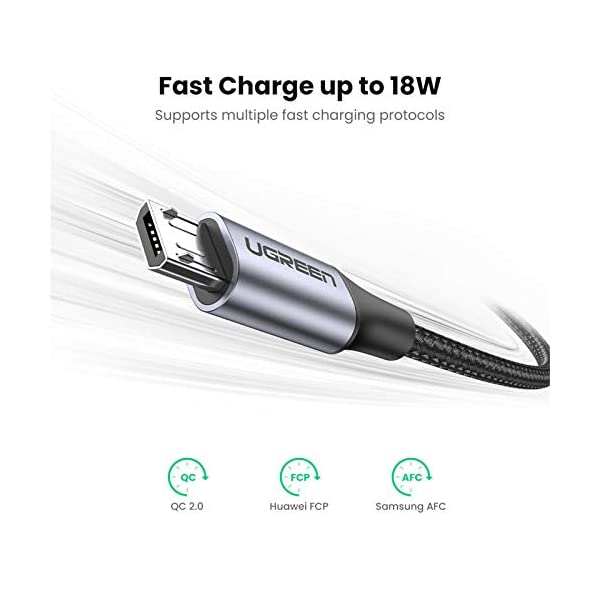 Fast Charge up to 18W
Supports multiple fast charging protocols
UGREEN
QC
FCP
AFC
QC 2.0
Huawei FCP
Samsung AFC